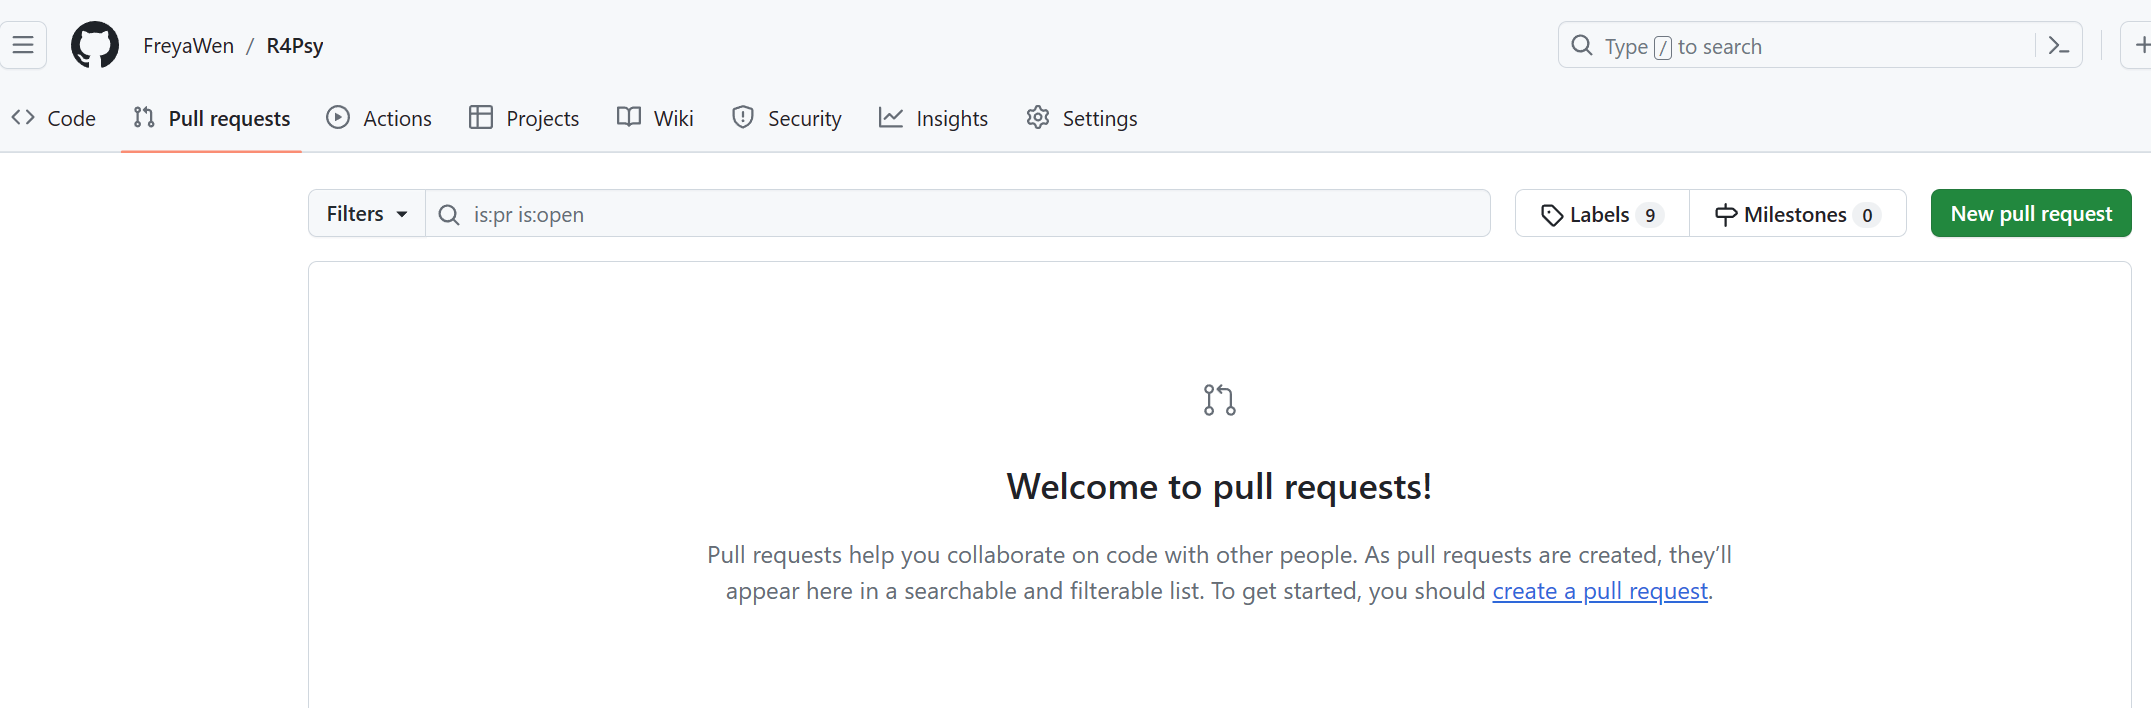 FreyaWen / R4Psy
Type / to search
Code Pull requests Actions Projects Wiki Security Insights Settings
Filters is:pr is:open Labels 9 Milestones 0 New pull request
Welcome to pull requests!
Pull requests help you collaborate on code with other people. As pull requests are created, they’ll
appear here in a searchable and filterable list. To get started, you should create a pull request.